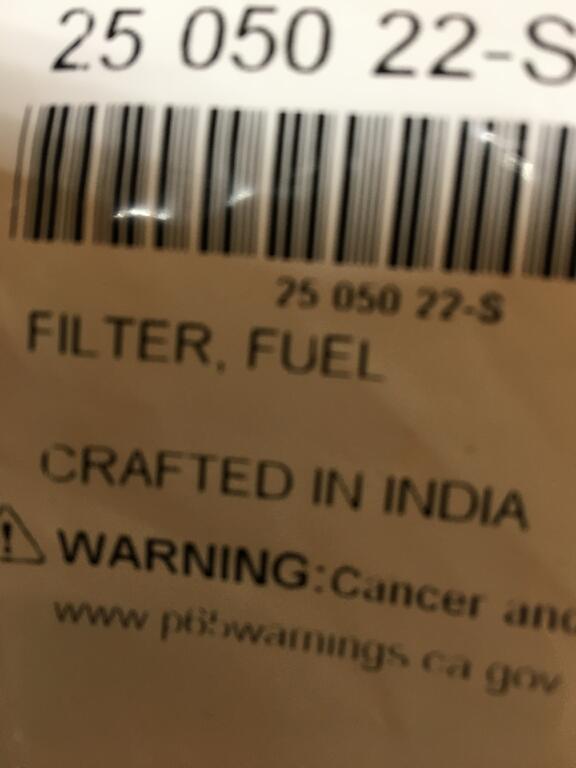 25 050 22-S
25 050 22-S
FILTER, FUEL
CRAFTED IN INDIA
WARNING:Cancer and
www p65warnings ca gov